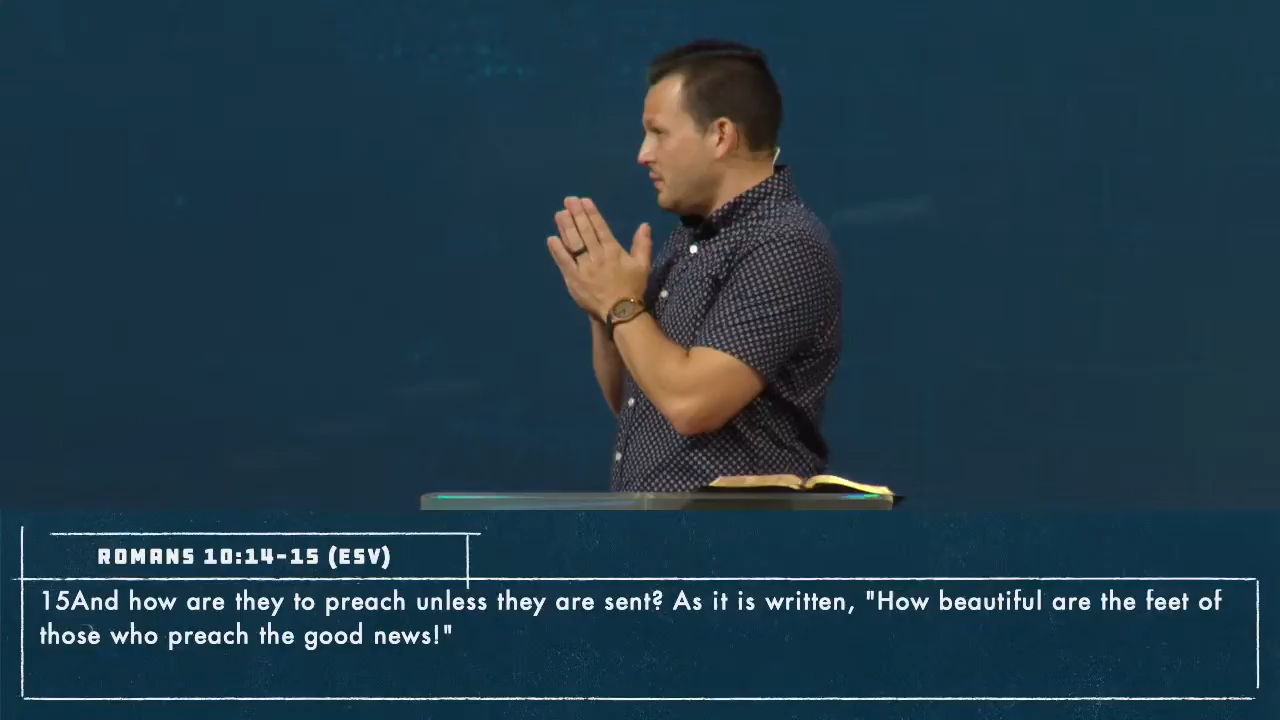 ROMANS 10:14-15 (ESV)
15And how are they to preach unless they are sent? As it is written, "How beautiful are the feet of
those who preach the good news!"